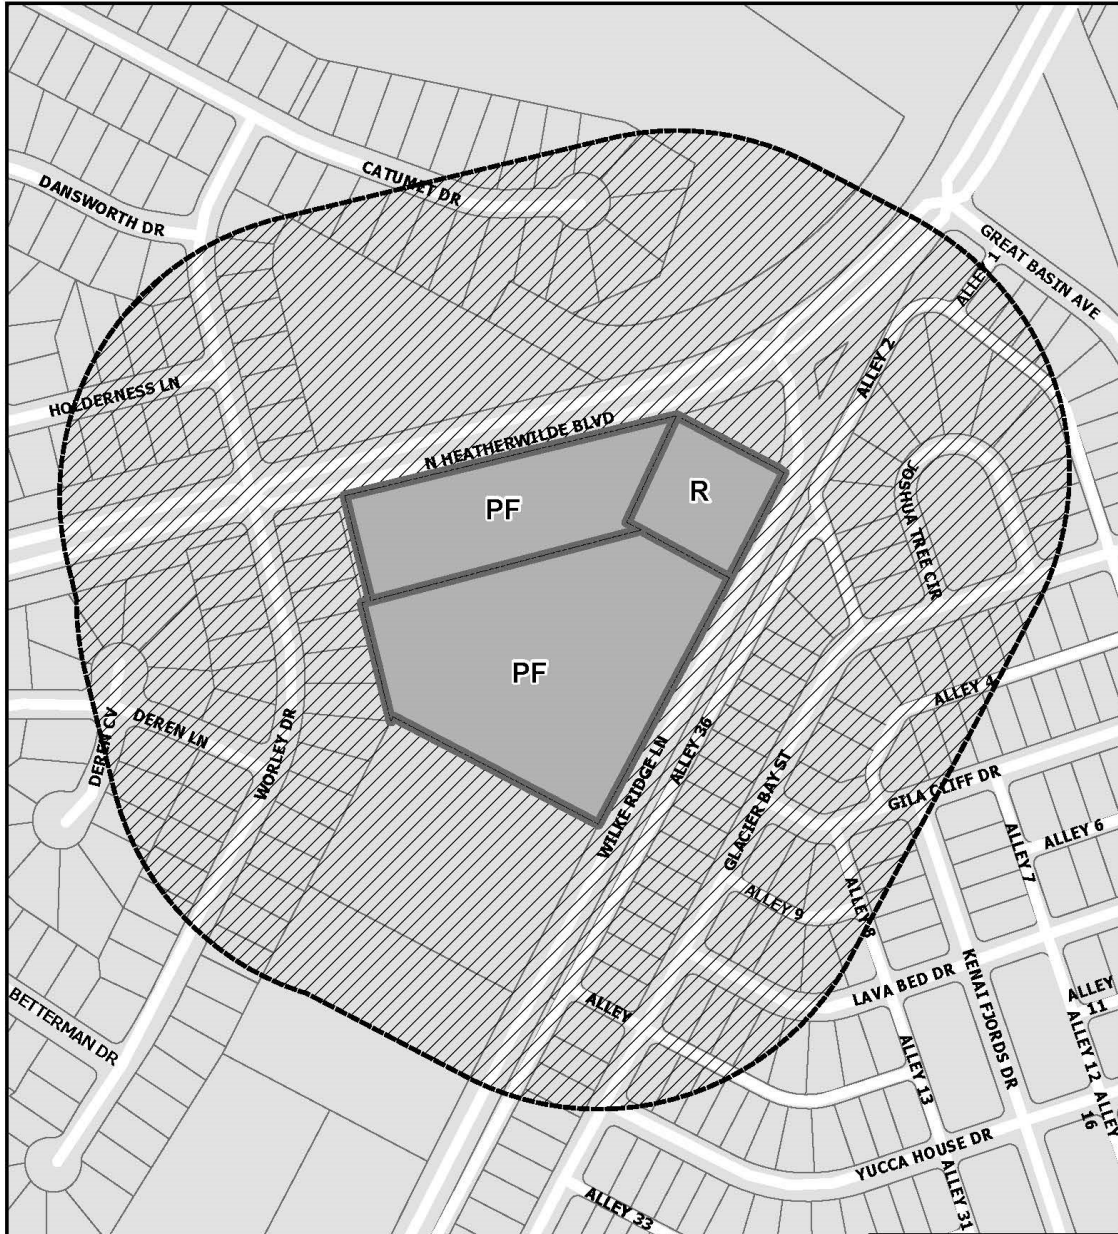 CATUMET DR
DANSWORTH DR
GREAT BASIN AVE
ALLEY 1
ALLEY 2
HOLDERNESS LN
N HEATHERWILDE BLVD
R
PF
JOSHUA TREE CIR
PF
ALLEY 4
DEREN CV
DEREN LN
WORLEY DR
WILKE RIDGE LN
ALLEY 36
GLACIER BAY ST
GILA CLIFF DR
ALLEY 6
ALLEY 7
ALLEY 9
ALLEY 8
LAVA BED DR
KENAI FJORDS DR
ALLEY
11
BETTERMAN DR
ALLEY
ALLEY 13
ALLEY 12
ALLEY
16
YUCCA HOUSE DR
ALLEY 33
ALLEY 31